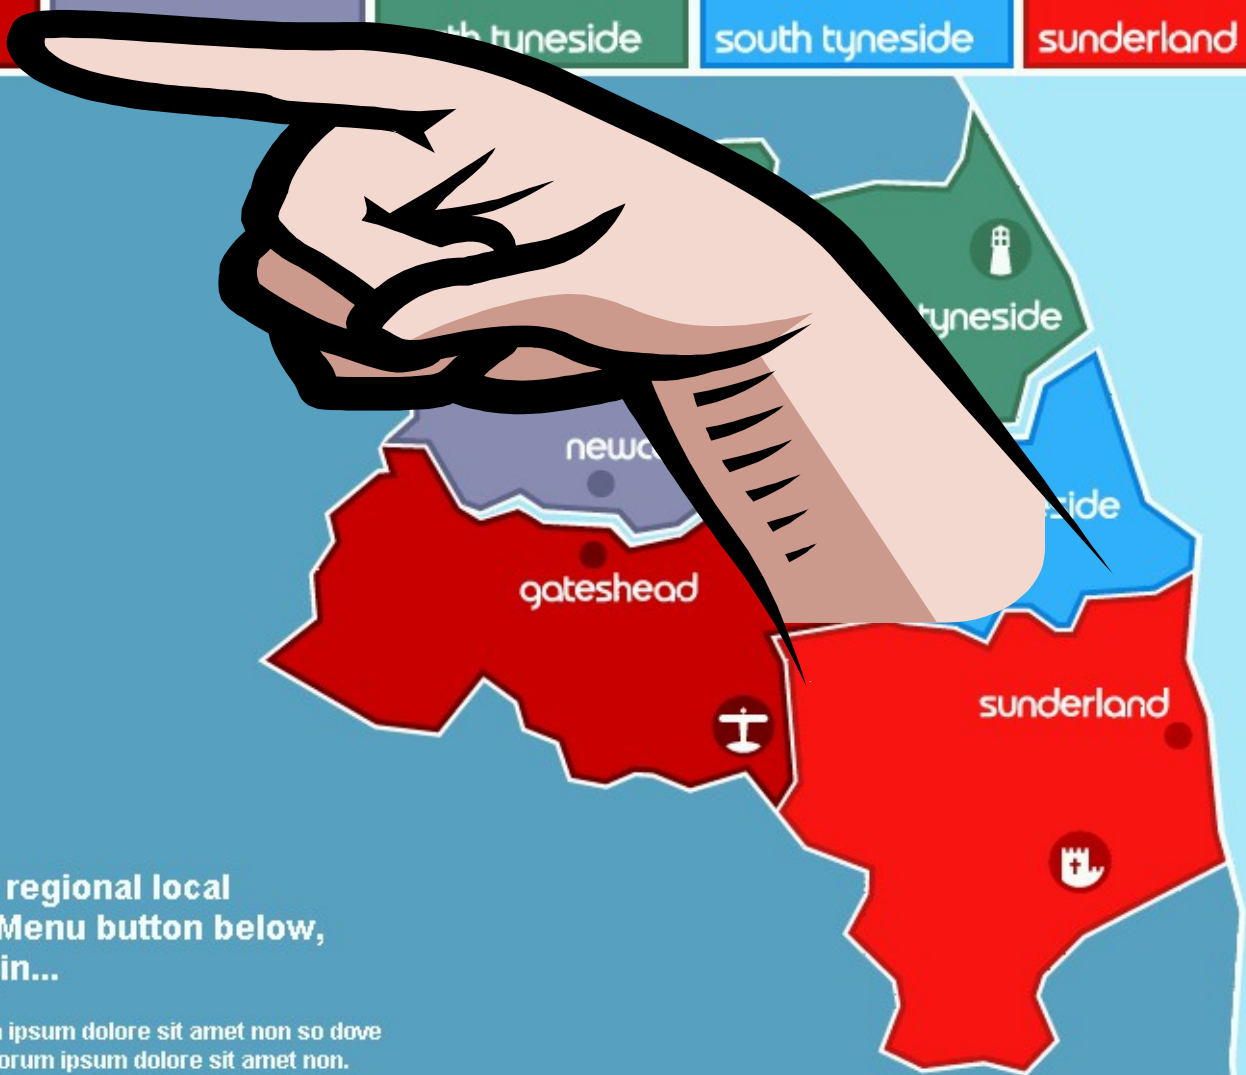 tyneside
south tyneside
sunderland
tyneside
gateshead
sunderland
regional local
Menu button below,
in...
ipsum dolore sit amet non so dove
ipsum dolore sit amet non.